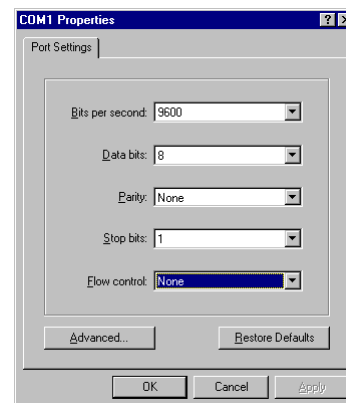 COM1 Properties
Port Settings
Bits per second: 9600
Data bits: 8
Parity: None
Stop bits: 1
Flow control: None
Advanced... Restore Defaults
OK Cancel Apply